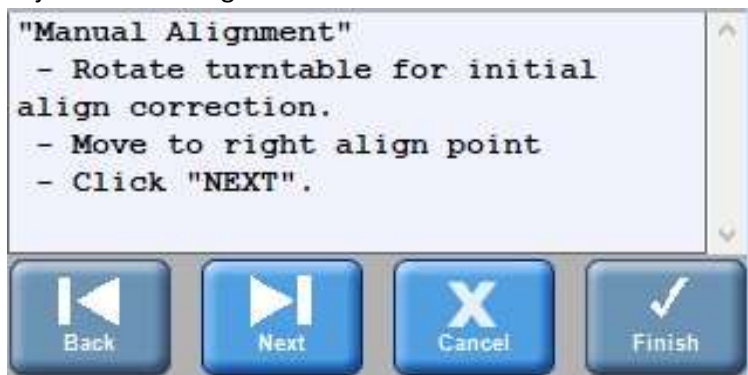 "Manual Alignment"
- Rotate turntable for initial
align correction.
- Move to right align point
- Click "NEXT".
Back
Next
Cancel
Finish